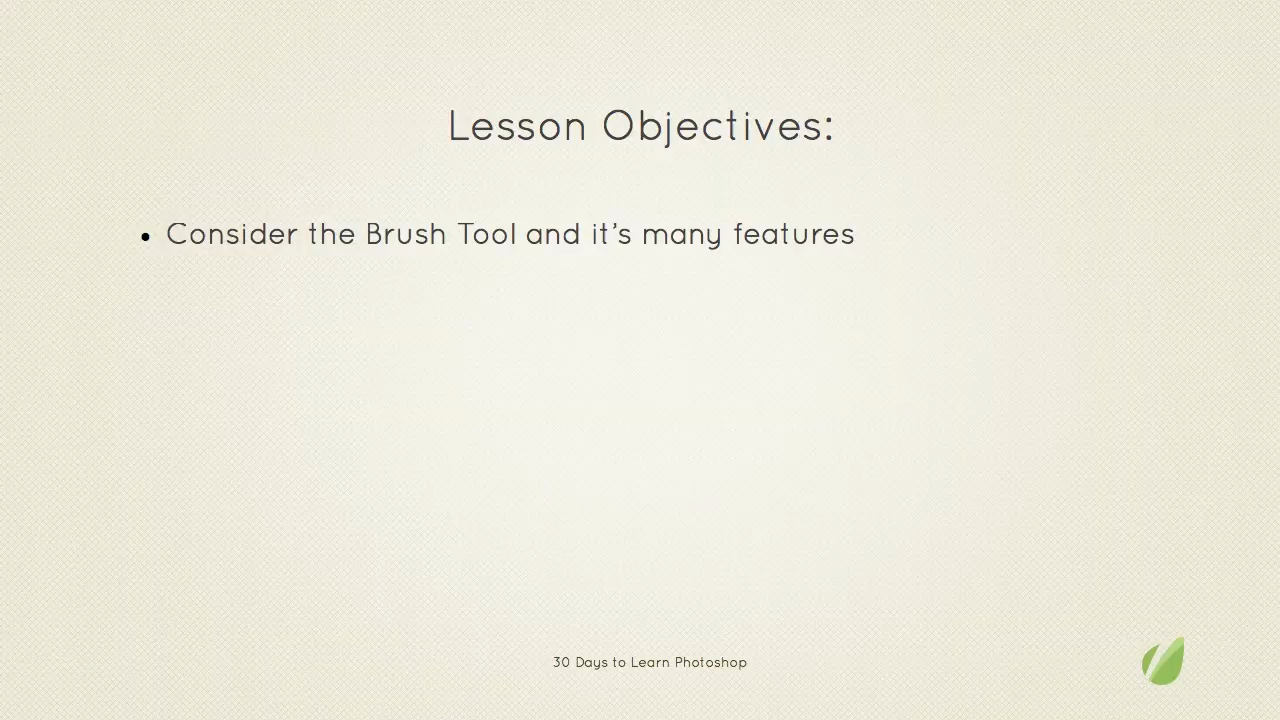 Lesson Objectives:
• Consider the Brush Tool and it’s many features
30 Days to Learn Photoshop